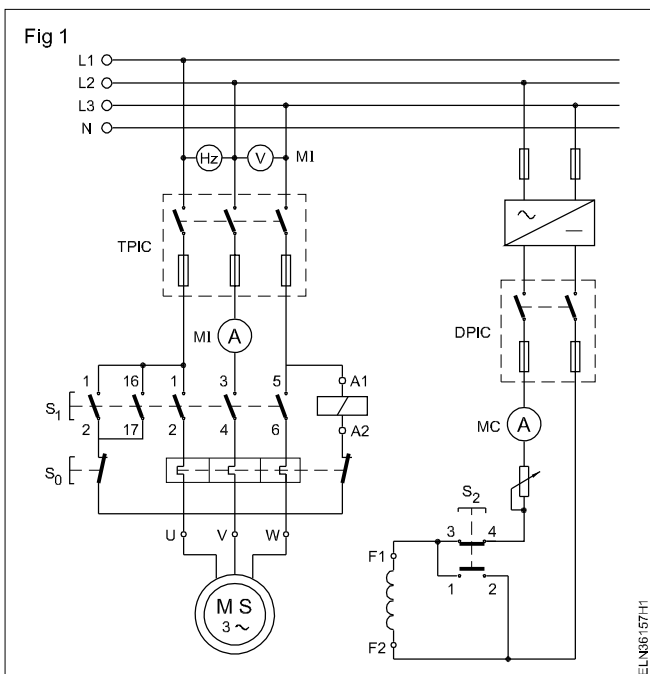 Fig 1
L1
L2
L3
N
Hz
V
MI
TPIC
DPIC
MI
A
MC
A
1
16
1
3
5
A1
S1
2
17
2
4
6
A2
S0
S2
3
4
F1
1
2
U
V
W
F2
MS
3~
ELN36157H1